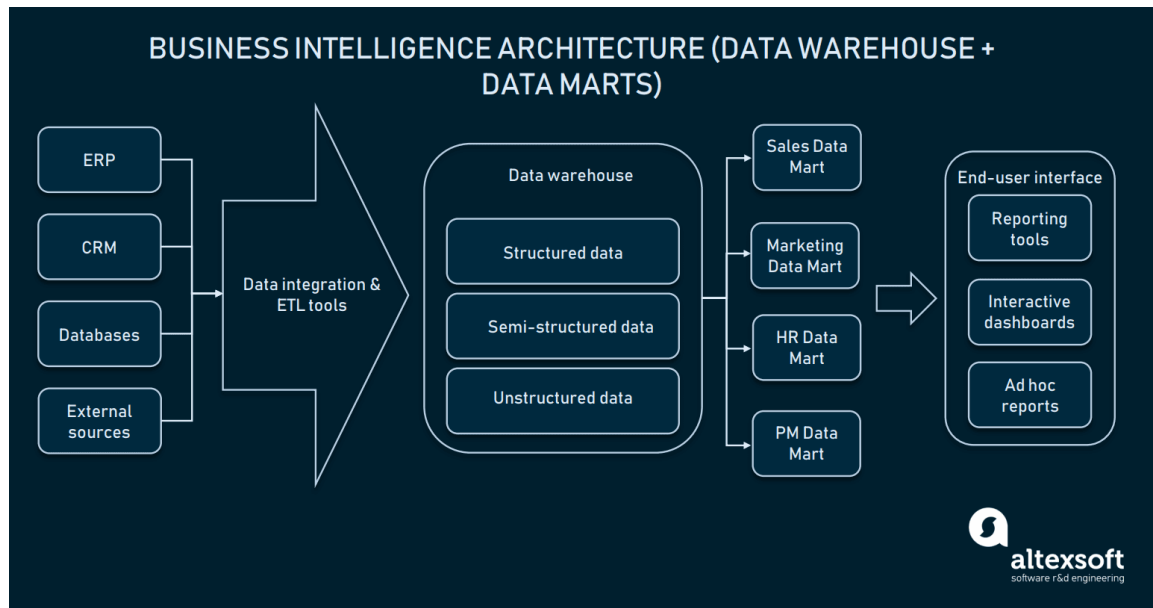 BUSINESS INTELLIGENCE ARCHITECTURE (DATA WAREHOUSE +
DATA MARTS)
ERP
CRM
Databases
External
sources
Data integration &
ETL tools
Data warehouse
Structured data
Semi-structured data
Unstructured data
Sales Data
Mart
Marketing
Data Mart
HR Data
Mart
PM Data
Mart
End-user interface
Reporting
tools
Interactive
dashboards
Ad hoc
reports
altexsoft
software r&d engineering